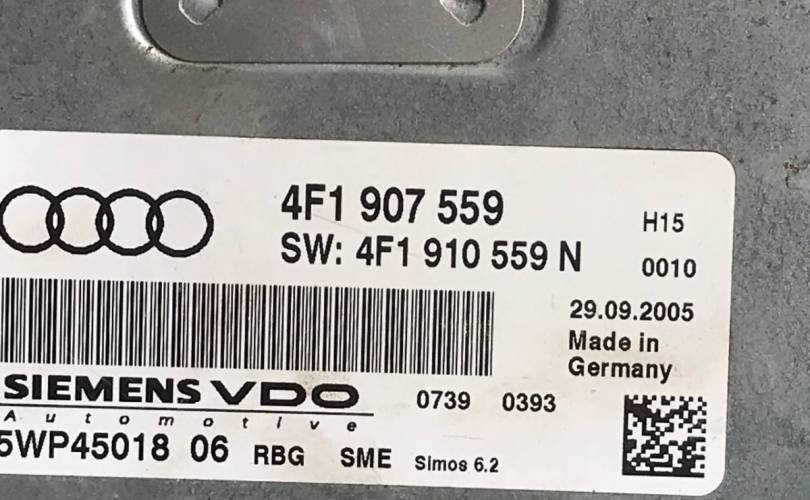 4F1 907 559
SW: 4F1 910 559 N
H15
0010
29.09.2005
Made in
Germany
SIEMENS VDO
Automotive
0739 0393
5WP45018 06 RBG SME Simos 6.2